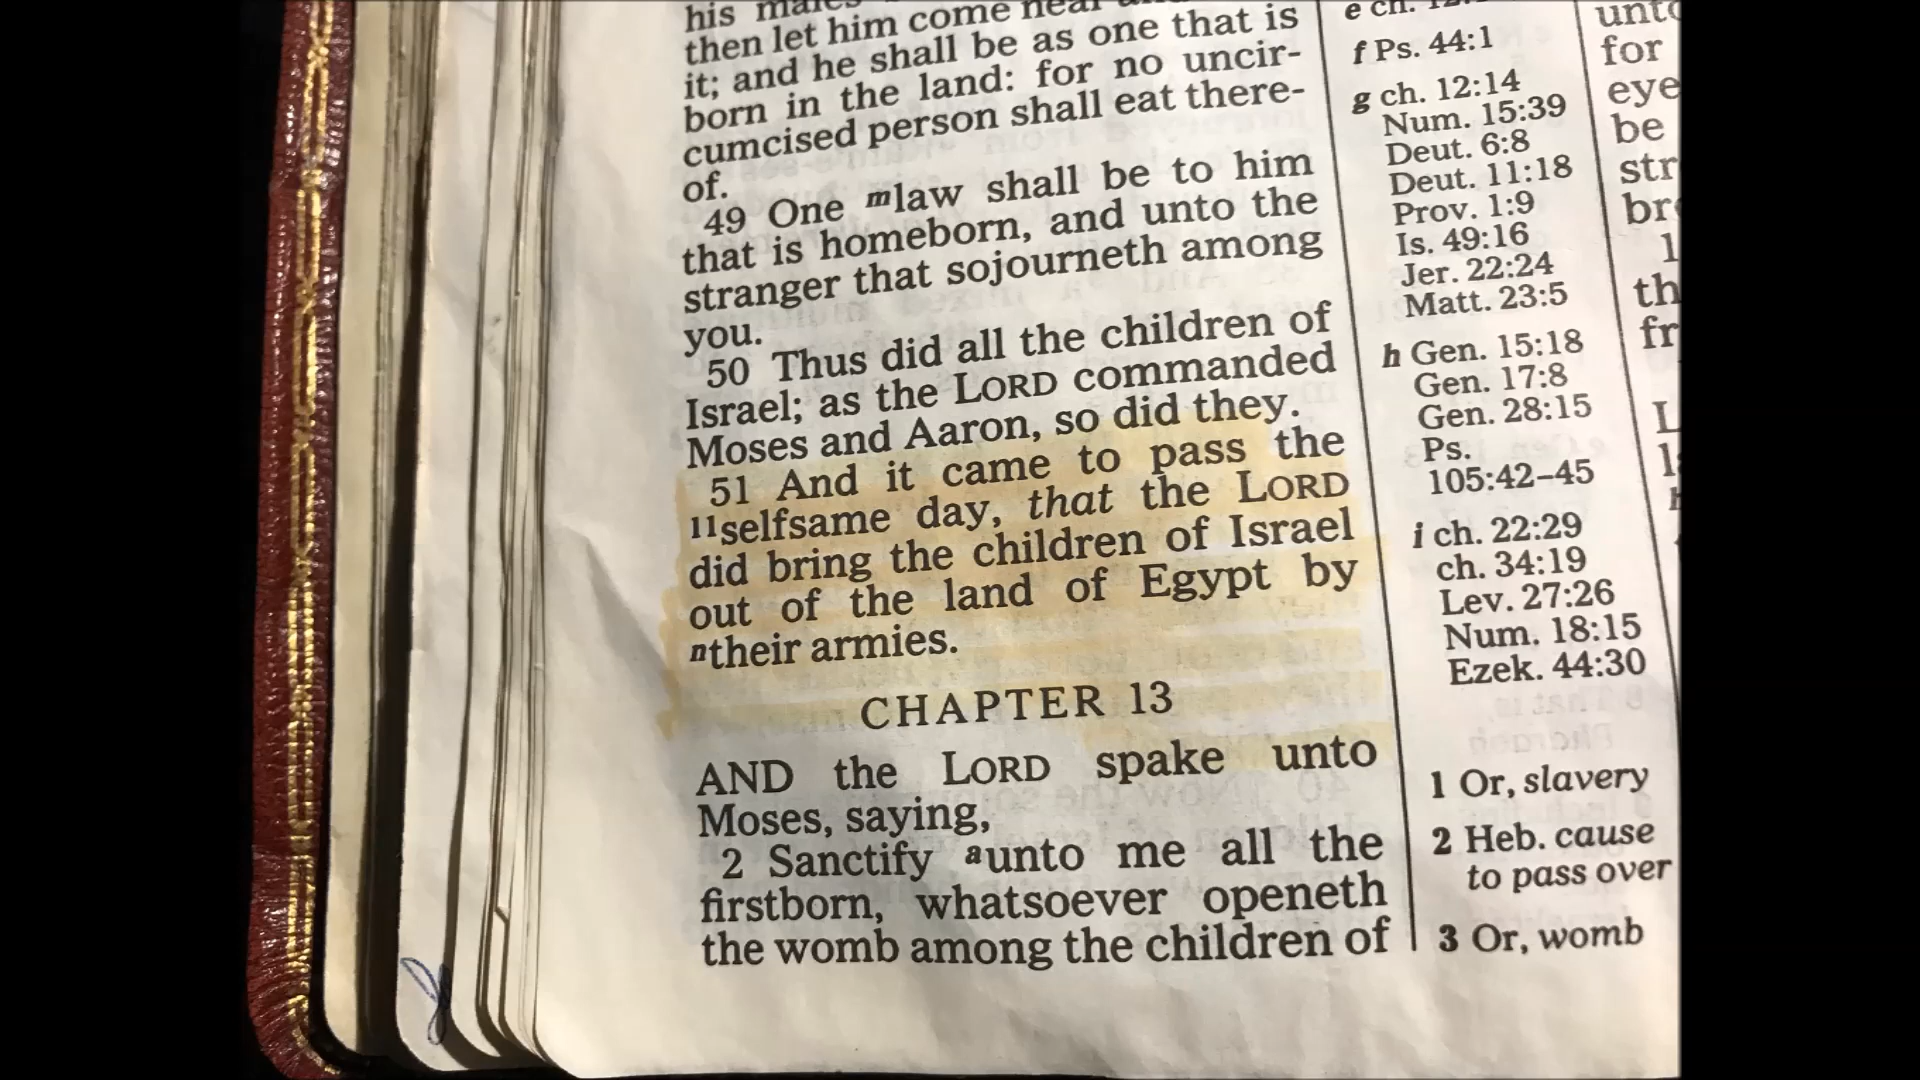 his males
then let him come near
it; and he shall be as one that is
born in the land: for no uncir-
cumcised person shall eat there-
of.
49 One mlaw shall be to him
that is homeborn, and unto the
stranger that sojourneth among
you.
50 Thus did all the children of
Israel; as the LORD commanded
Moses and Aaron, so did they.
51 And it came to pass the
11selfsame day, that the LORD
did bring the children of Israel
out of the land of Egypt by
ntheir armies.
CHAPTER 13
AND the LORD spake unto
Moses, saying,
2 Sanctify aunto me all the
firstborn, whatsoever openeth
the womb among the children of
e ch.
f Ps. 44:1
g ch. 12:14
Num. 15:39
Deut. 6:8
Deut. 11:18
Prov. 1:9
Is. 49:16
Jer. 22:24
Matt. 23:5
h Gen. 15:18
Gen. 17:8
Gen. 28:15
Ps.
105:42–45
i ch. 22:29
ch. 34:19
Lev. 27:26
Num. 18:15
Ezek. 44:30
1 Or, slavery
2 Heb. cause
to pass over
3 Or, womb
for
eye
be
str
th
fr